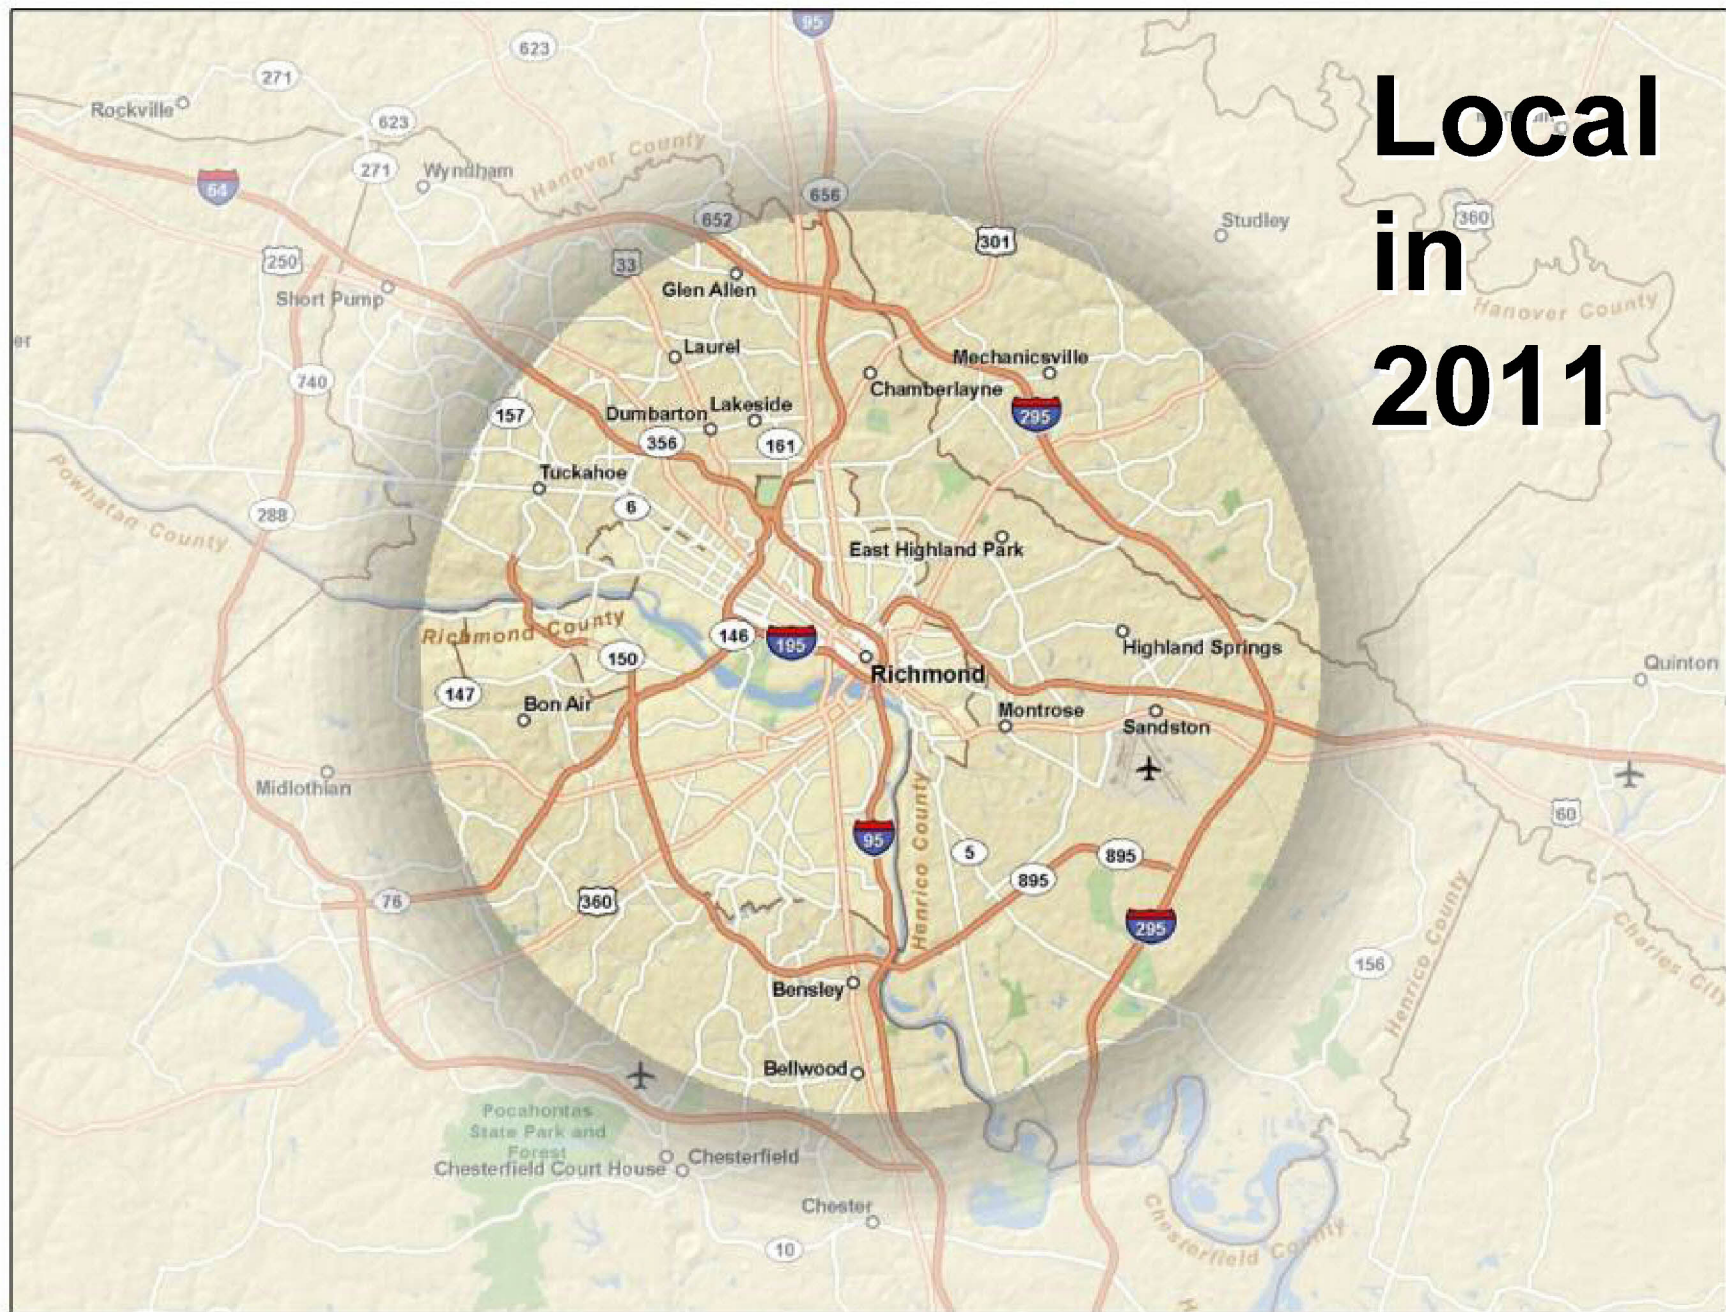 95
623
271
Rockville
623
271
Wyndham
Hanover County
64
656
652
301
Studley
360
Local
in
2011
250
33
Glen Allen
Short Pump
Hanover County
er
Laurel
Mechanicsville
Chamberlayne
740
157
Dumbarton
Lakeside
295
356
161
Tuckahoe
6
Powhatan County
288
East Highland Park
Richmond County
146
195
150
Highland Springs
Quinton
Richmond
147
Bon Air
Montrose
Sandston
Midlothian
60
95
5
895
895
Henrico County
76
360
295
Henrico County
Charles City
156
Bensley
Bellwood
Pocahontas
State Park and
Forest
Chesterfield Court House
Chesterfield
Chester
10
Chesterfield County
H